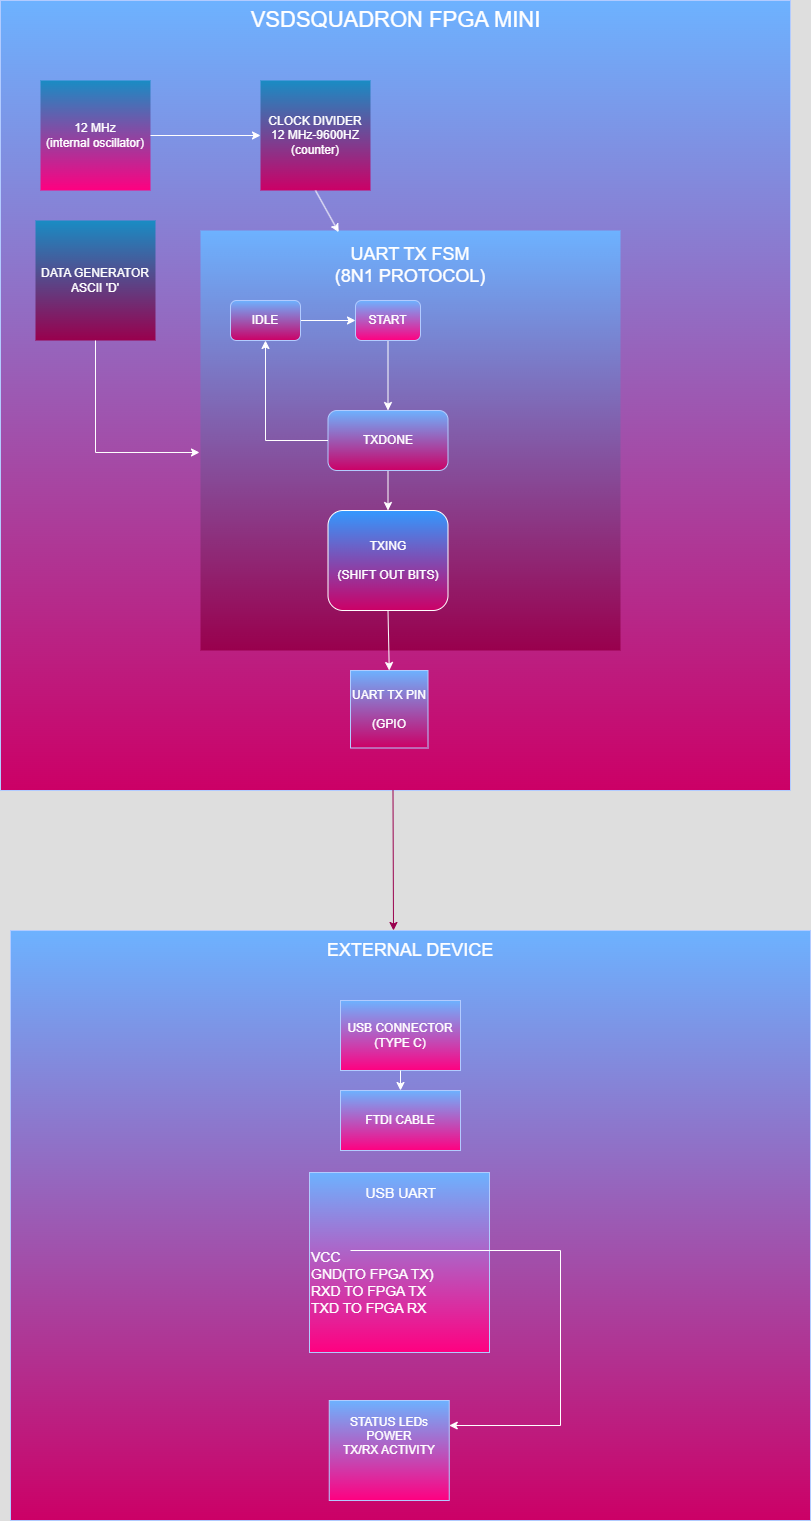 VSDSQUADRON FPGA MINI
12 MHz
(internal oscillator)
CLOCK DIVIDER
12 MHz-9600HZ
(counter)
DATA GENERATOR
ASCII 'D'
UART TX FSM
(8N1 PROTOCOL)
IDLE
START
TXDONE
TXING
(SHIFT OUT BITS)
UART TX PIN
(GPIO
EXTERNAL DEVICE
USB CONNECTOR
(TYPE C)
FTDI CABLE
USB UART
VCC
GND(TO FPGA TX)
RXD TO FPGA TX
TXD TO FPGA RX
STATUS LEDs
POWER
TX/RX ACTIVITY